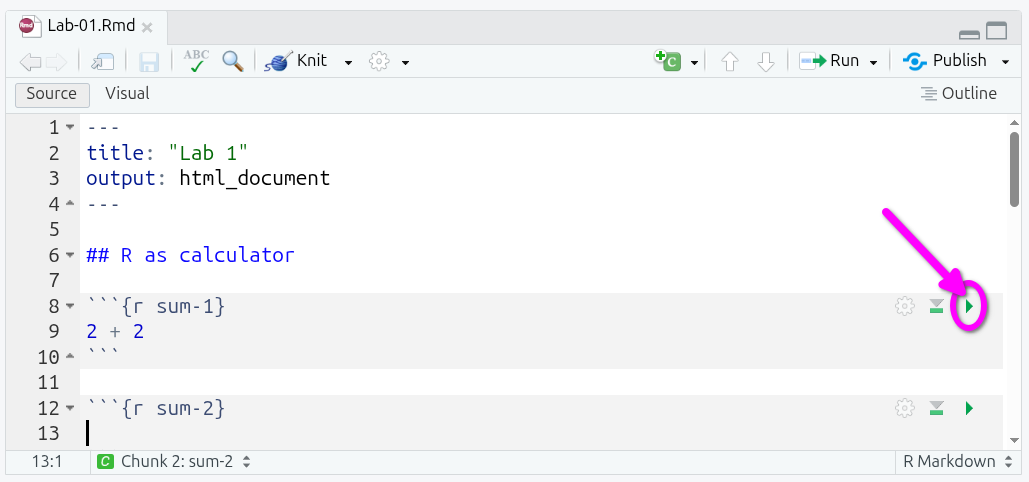 Rmd Lab-01.Rmd
ABC Knit C Run Publish
Source Visual Outline
1 ---
2 title: "Lab 1"
3 output: html_document
4 ---
5
6 ## R as calculator
7
8 ```{r sum-1}
9 2 + 2
10 ```
11
12 ```{r sum-2}
13
13:1 C Chunk 2: sum-2 R Markdown